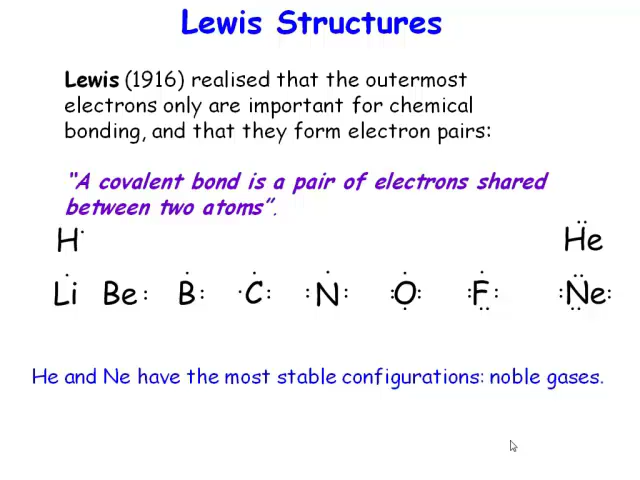 Lewis Structures
Lewis (1916) realised that the outermost
electrons only are important for chemical
bonding, and that they form electron pairs:
"A covalent bond is a pair of electrons shared
between two atoms".
H He
Li Be B C N O F Ne
He and Ne have the most stable configurations: noble gases.